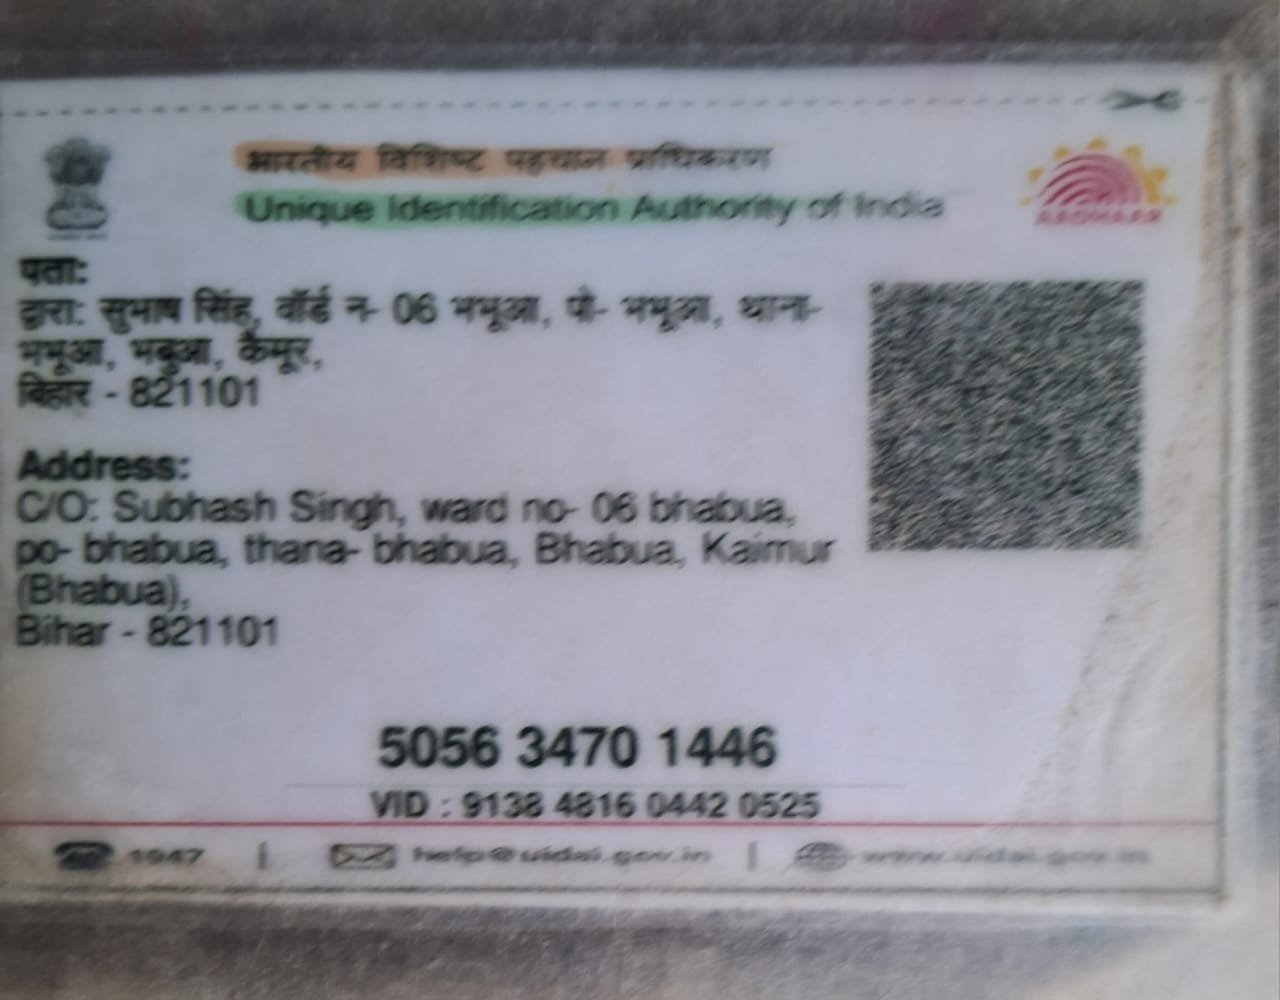 भारतीय विशिष्ट पहचान प्राधिकरण
Unique Identification Authority of India
AADHAAR
पता:
द्वारा: सुभाष सिंह, वॉर्ड न- 06 भभूआ, पो- भभूआ, थाना-
भभूआ, भबुआ, कैमूर,
बिहार - 821101
Address:
C/O: Subhash Singh, ward no- 06 bhabua,
po- bhabua, thana- bhabua, Bhabua, Kaimur
(Bhabua),
Bihar - 821101
5056 3470 1446
VID : 9138 4816 0442 0525
1947 | help@uidai.gov.in | www.uidai.gov.in